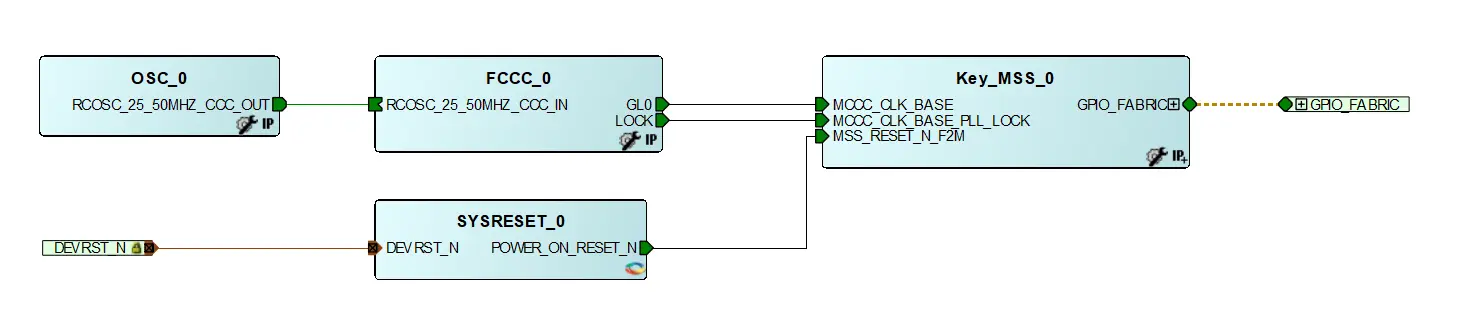 OSC_0
RCOSC_25_50MHZ_CCC_OUT
IP
FCCC_0
RCOSC_25_50MHZ_CCC_IN
GL0
LOCK
IP
Key_MSS_0
MCCC_CLK_BASE
MCCC_CLK_BASE_PLL_LOCK
MSS_RESET_N_F2M
GPIO_FABRIC
IP+
GPIO_FABRIC
DEVRST_N
SYSRESET_0
DEVRST_N
POWER_ON_RESET_N